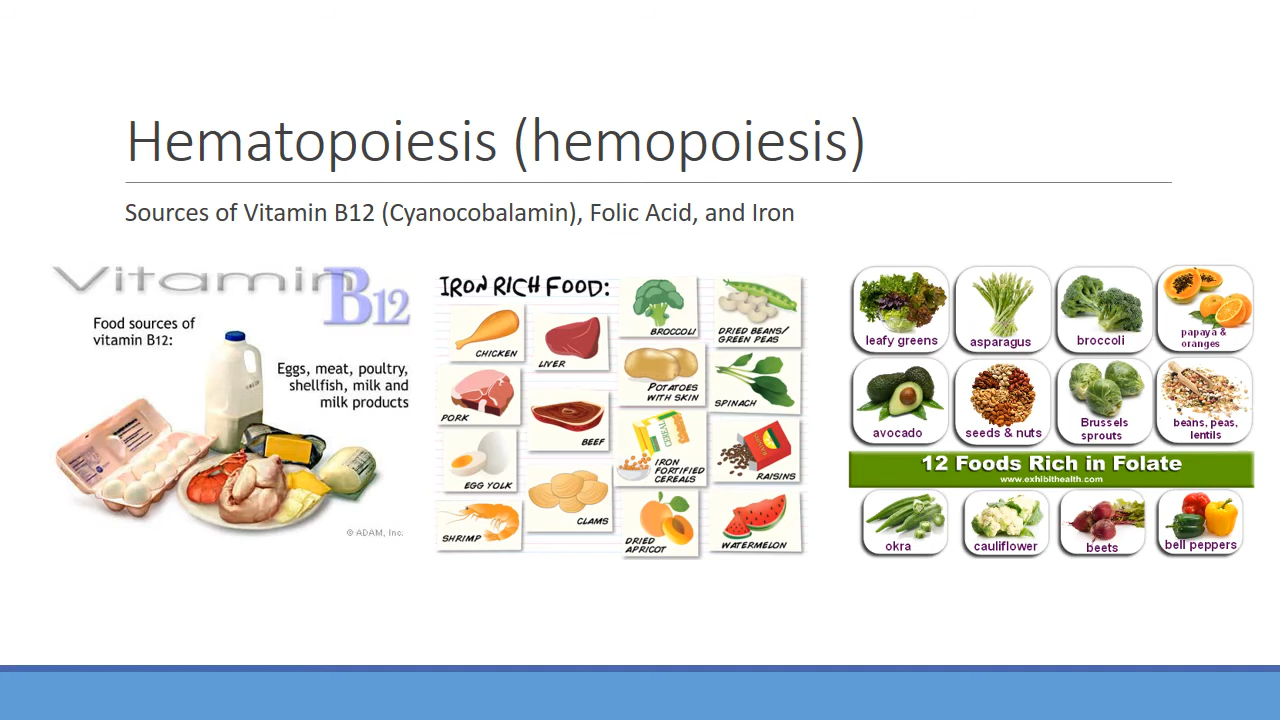 Hematopoiesis (hemopoiesis)
Sources of Vitamin B12 (Cyanocobalamin), Folic Acid, and Iron
Vitamin B12
Food sources of
vitamin B12:
Eggs, meat, poultry,
shellfish, milk and
milk products
© ADAM, Inc.
IRON RICH FOOD:
CHICKEN
LIVER
BROCCOLI
DRIED BEANS/
GREEN PEAS
PORK
BEEF
POTATOES
WITH SKIN
SPINACH
EGG YOLK
CLAMS
CEREAL
IRON
FORTIFIED
CEREALS
RAISINS
SHRIMP
DRIED
APRICOT
WATERMELON
leafy greens
asparagus
broccoli
papaya &
oranges
avocado
seeds & nuts
Brussels
sprouts
beans, peas,
lentils
12 Foods Rich in Folate
www.exhibithealth.com
okra
cauliflower
beets
bell peppers